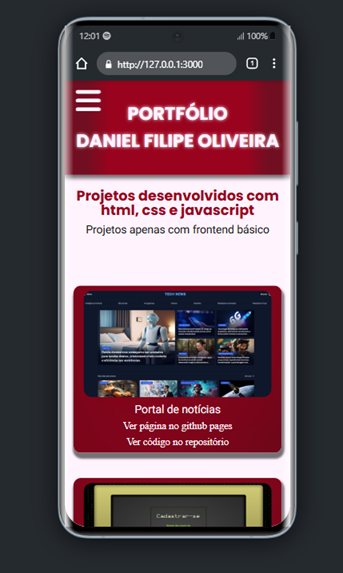 12:01
100%
http://127.0.0.1:3000
1
PORTFÓLIO
DANIEL FILIPE OLIVEIRA
Projetos desenvolvidos com
html, css e javascript
Projetos apenas com frontend básico
TECH NEWS
Portal de notícias
Ver página no github pages
Ver código no repositório
Cadastrar-se